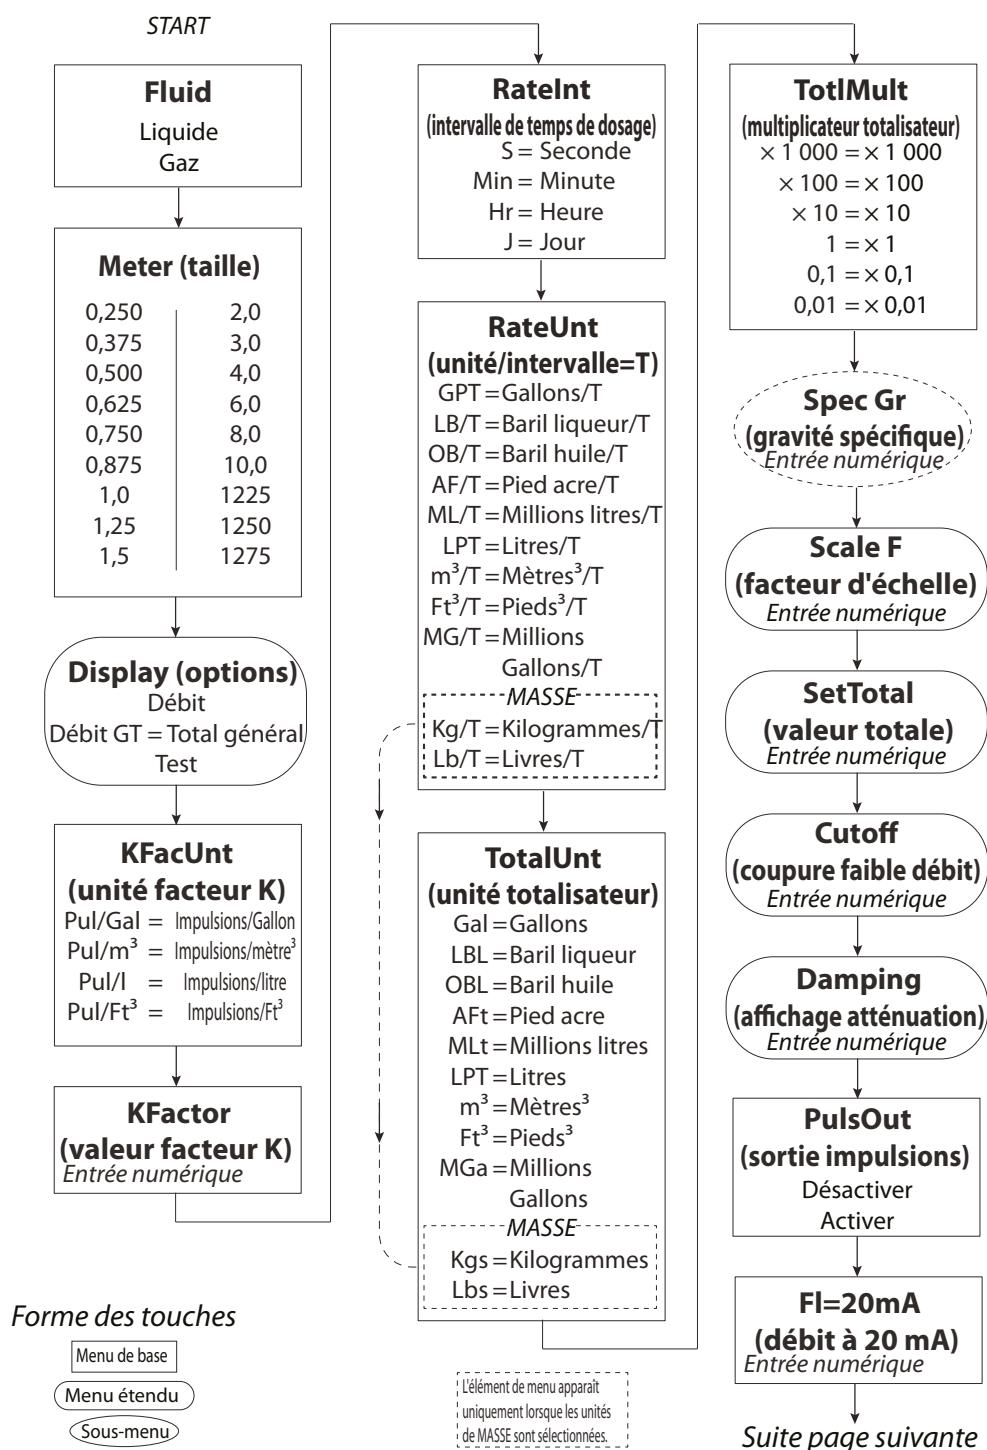 START
Fluid
Liquide
Gaz
Meter (taille)
0,250 2,0
0,375 3,0
0,500 4,0
0,625 6,0
0,750 8,0
0,875 10,0
1,0 1225
1,25 1250
1,5 1275
Display (options)
Débit
Débit GT = Total général
Test
KFacUnt
(unité facteur K)
Pul/Gal = Impulsions/Gallon
Pul/m³ = Impulsions/mètre³
Pul/l = Impulsions/litre
Pul/Ft³ = Impulsions/Ft³
KFactor
(valeur facteur K)
Entrée numérique
RateInt
(intervalle de temps de dosage)
S = Seconde
Min = Minute
Hr = Heure
J = Jour
RateUnt
(unité/intervalle=T)
GPT = Gallons/T
LB/T = Baril liqueur/T
OB/T = Baril huile/T
AF/T = Pied acre/T
ML/T = Millions litres/T
LPT = Litres/T
m³/T = Mètres³/T
Ft³/T = Pieds³/T
MG/T = Millions
Gallons/T
MASSE
Kg/T = Kilogrammes/T
Lb/T = Livres/T
TotalUnt
(unité totalisateur)
Gal = Gallons
LBL = Baril liqueur
OBL = Baril huile
AFt = Pied acre
MLt = Millions litres
LPT = Litres
m³ = Mètres³
Ft³ = Pieds³
MGa = Millions
Gallons
MASSE
Kgs = Kilogrammes
Lbs = Livres
TotlMult
(multiplicateur totalisateur)
× 1 000 = × 1 000
× 100 = × 100
× 10 = × 10
1 = × 1
0,1 = × 0,1
0,01 = × 0,01
Spec Gr
(gravité spécifique)
Entrée numérique
Scale F
(facteur d'échelle)
Entrée numérique
SetTotal
(valeur totale)
Entrée numérique
Cutoff
(coupure faible débit)
Entrée numérique
Damping
(affichage atténuation)
Entrée numérique
PulsOut
(sortie impulsions)
Désactiver
Activer
Fl=20mA
(débit à 20 mA)
Entrée numérique
Suite page suivante
Forme des touches
Menu de base
Menu étendu
Sous-menu
L'élément de menu apparaît
uniquement lorsque les unités
de MASSE sont sélectionnées.